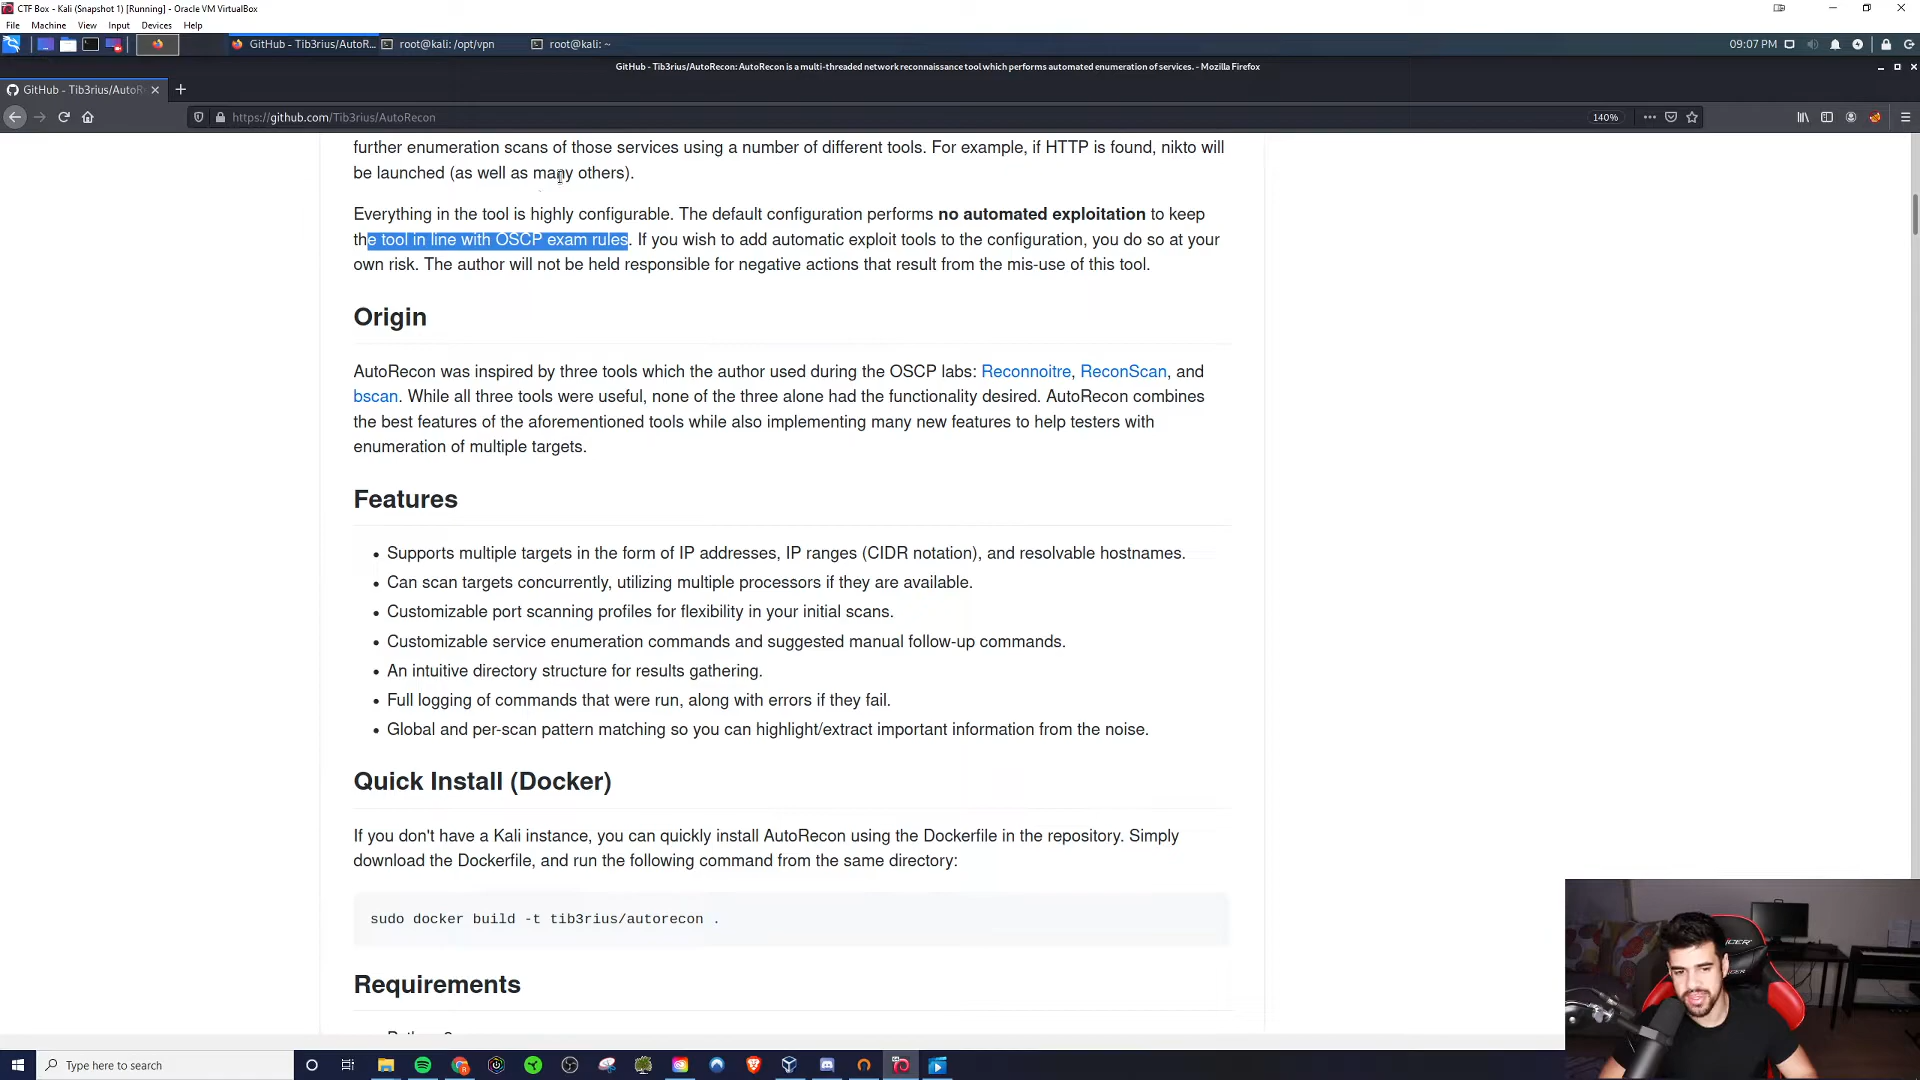 CTF Box - Kali (Snapshot 1) [Running] - Oracle VM VirtualBox
File Machine View Input Devices Help
GitHub - Tib3rius/AutoR... root@kali: /opt/vpn root@kali: ~ 09:07 PM
GitHub - Tib3rius/AutoRecon: AutoRecon is a multi-threaded network reconnaissance tool which performs automated enumeration of services. - Mozilla Firefox
GitHub - Tib3rius/AutoR
https://github.com/Tib3rius/AutoRecon 140%
further enumeration scans of those services using a number of different tools. For example, if HTTP is found, nikto will
be launched (as well as many others).
Everything in the tool is highly configurable. The default configuration performs no automated exploitation to keep
the tool in line with OSCP exam rules. If you wish to add automatic exploit tools to the configuration, you do so at your
own risk. The author will not be held responsible for negative actions that result from the mis-use of this tool.
Origin
AutoRecon was inspired by three tools which the author used during the OSCP labs: Reconnoitre, ReconScan, and
bscan. While all three tools were useful, none of the three alone had the functionality desired. AutoRecon combines
the best features of the aforementioned tools while also implementing many new features to help testers with
enumeration of multiple targets.
Features
• Supports multiple targets in the form of IP addresses, IP ranges (CIDR notation), and resolvable hostnames.
• Can scan targets concurrently, utilizing multiple processors if they are available.
• Customizable port scanning profiles for flexibility in your initial scans.
• Customizable service enumeration commands and suggested manual follow-up commands.
• An intuitive directory structure for results gathering.
• Full logging of commands that were run, along with errors if they fail.
• Global and per-scan pattern matching so you can highlight/extract important information from the noise.
Quick Install (Docker)
If you don't have a Kali instance, you can quickly install AutoRecon using the Dockerfile in the repository. Simply
download the Dockerfile, and run the following command from the same directory:
sudo docker build -t tib3rius/autorecon .
Requirements
Type here to search